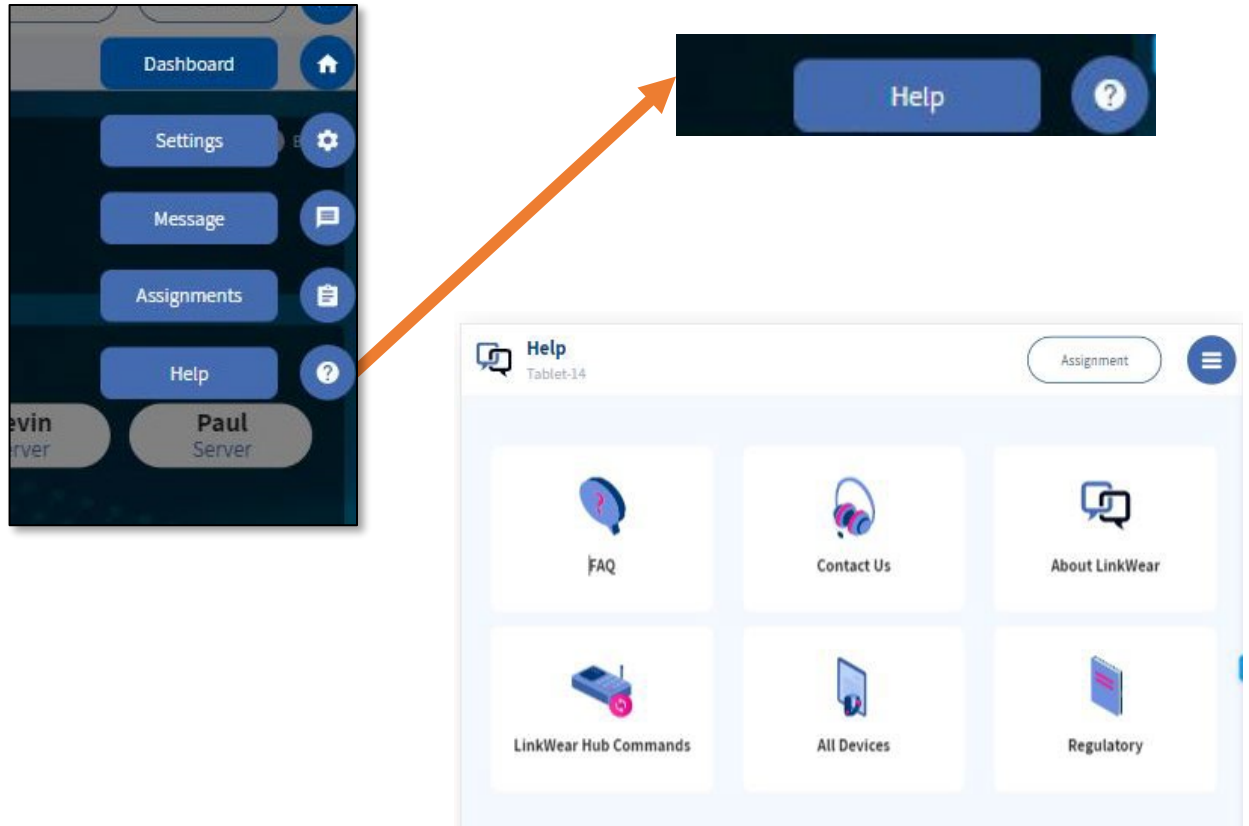 Dashboard
Settings
Message
Assignments
Help
Paul
Server
Help
Help
Tablet-14
Assignment
FAQ
Contact Us
About LinkWear
LinkWear Hub Commands
All Devices
Regulatory